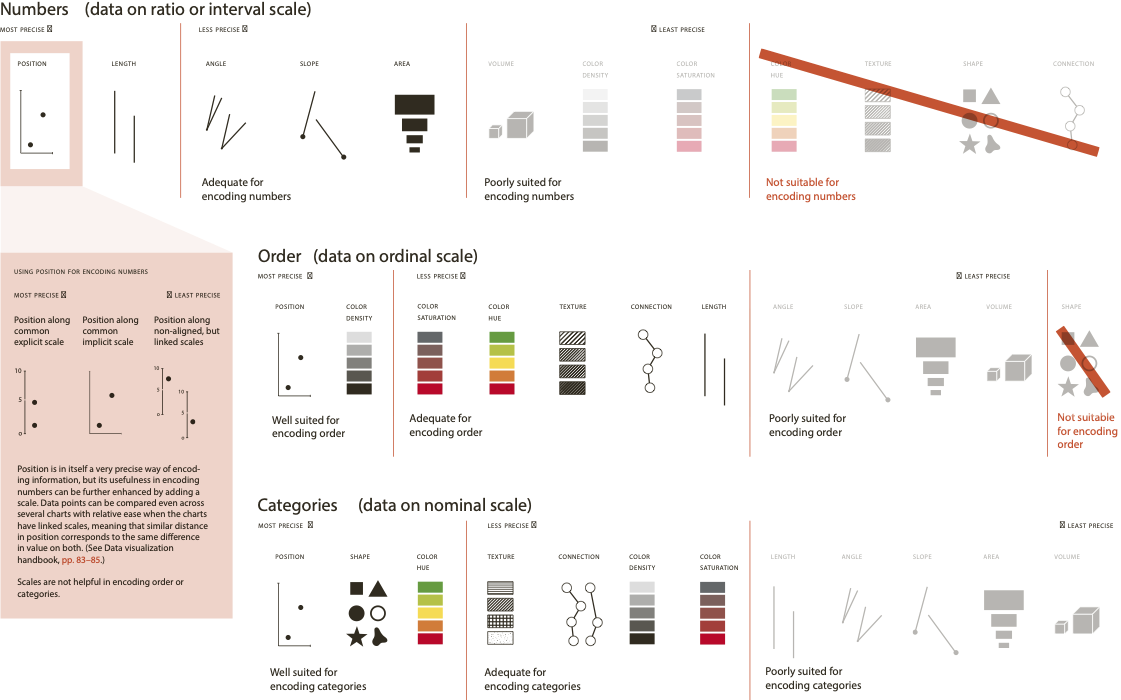 Numbers (data on ratio or interval scale)
MOST PRECISE
LESS PRECISE
LEAST PRECISE
POSITION
LENGTH
ANGLE
SLOPE
AREA
VOLUME
COLOR
DENSITY
COLOR
SATURATION
COLOR
HUE
TEXTURE
SHAPE
CONNECTION
Adequate for
encoding numbers
Poorly suited for
encoding numbers
Not suitable for
encoding numbers
USING POSITION FOR ENCODING NUMBERS
MOST PRECISE
LEAST PRECISE
Position along
common
explicit scale
Position along
common
implicit scale
Position along
non-aligned, but
linked scales
10
5
0
10
5
0
10
5
0
Position is in itself a very precise way of encod-
ing information, but its usefulness in encoding
numbers can be further enhanced by adding a
scale. Data points can be compared even across
several charts with relative ease when the charts
have linked scales, meaning that similar distance
in position corresponds to the same difference
in value on both. (See Data visualization
handbook, pp. 83–85.)
Scales are not helpful in encoding order or
categories.
Order (data on ordinal scale)
MOST PRECISE
LESS PRECISE
LEAST PRECISE
POSITION
COLOR
DENSITY
COLOR
SATURATION
COLOR
HUE
TEXTURE
CONNECTION
LENGTH
ANGLE
SLOPE
AREA
VOLUME
SHAPE
Well suited for
encoding order
Adequate for
encoding order
Poorly suited for
encoding order
Not suitable
for encoding
order
Categories (data on nominal scale)
MOST PRECISE
LESS PRECISE
LEAST PRECISE
POSITION
SHAPE
COLOR
HUE
TEXTURE
CONNECTION
COLOR
DENSITY
COLOR
SATURATION
LENGTH
ANGLE
SLOPE
AREA
VOLUME
Well suited for
encoding categories
Adequate for
encoding categories
Poorly suited for
encoding categories